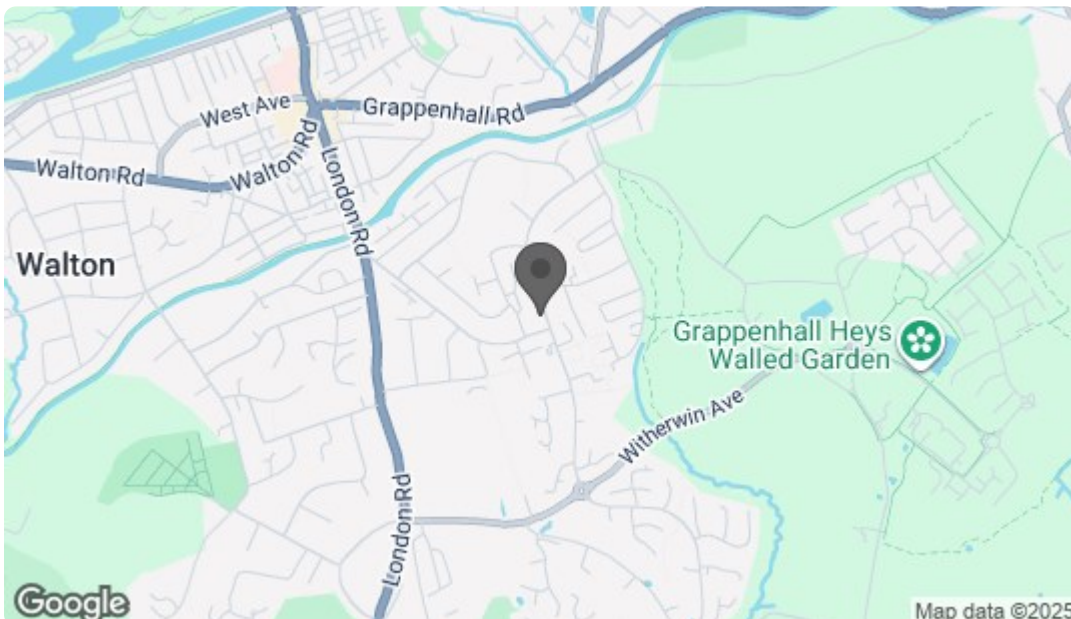 West Ave
Grappenhall Rd
Walton Rd
Walton Rd
London Rd
Walton
Grappenhall Heys
Walled Garden
Witherwin Ave
London Rd
Google
Map data ©2025